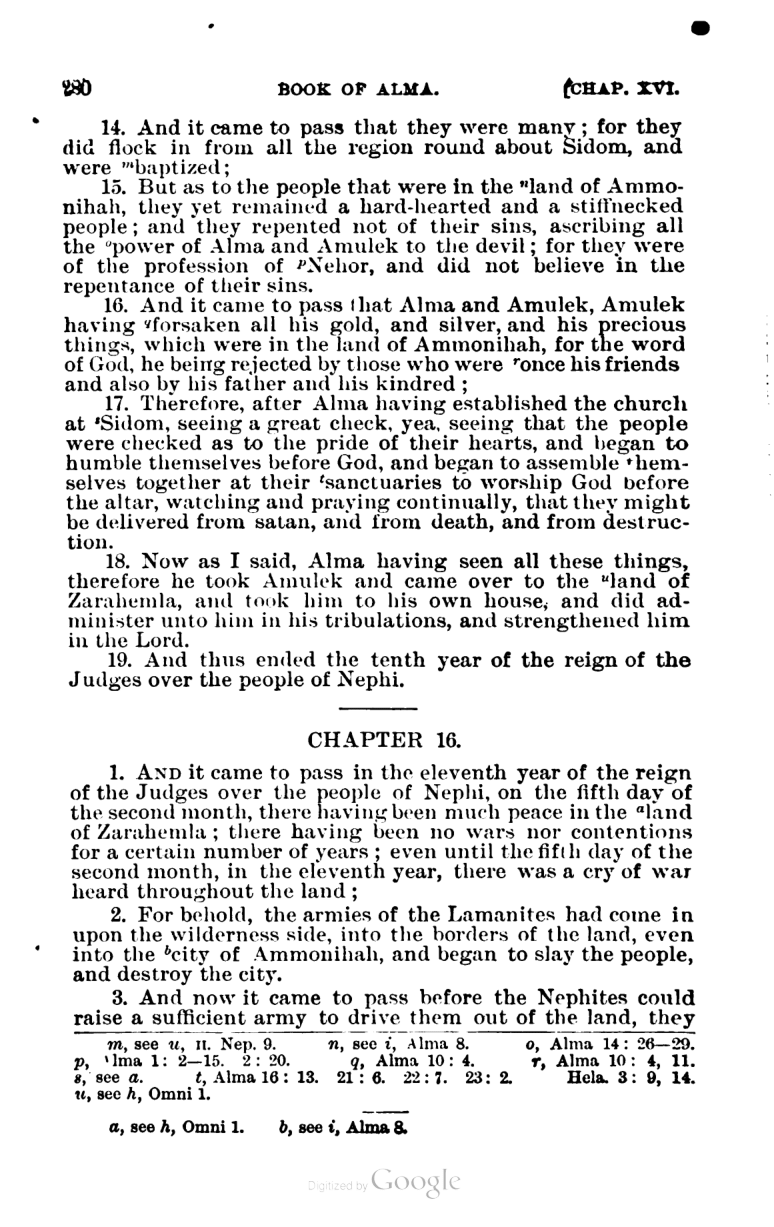 280 BOOK OF ALMA. (CHAP. XVI.
14. And it came to pass that they were many; for they
did flock in from all the region round about Sidom, and
were ᵐbaptized;
15. But as to the people that were in the ⁿland of Ammo-
nihah, they yet remained a hard-hearted and a stiffnecked
people; and they repented not of their sins, ascribing all
the ᵒpower of Alma and Amulek to the devil; for they were
of the profession of ᵖNehor, and did not believe in the
repentance of their sins.
16. And it came to pass that Alma and Amulek, Amulek
having qforsaken all his gold, and silver, and his precious
things, which were in the land of Ammonihah, for the word
of God, he being rejected by those who were ʳonce his friends
and also by his father and his kindred;
17. Therefore, after Alma having established the church
at ˢSidom, seeing a great check, yea, seeing that the people
were checked as to the pride of their hearts, and began to
humble themselves before God, and began to assemble them-
selves together at their ᵗsanctuaries to worship God before
the altar, watching and praying continually, that they might
be delivered from satan, and from death, and from destruc-
tion.
18. Now as I said, Alma having seen all these things,
therefore he took Amulek and came over to the ᵘland of
Zarahemla, and took him to his own house, and did ad-
minister unto him in his tribulations, and strengthened him
in the Lord.
19. And thus ended the tenth year of the reign of the
Judges over the people of Nephi.
CHAPTER 16.
1. AND it came to pass in the eleventh year of the reign
of the Judges over the people of Nephi, on the fifth day of
the second month, there having been much peace in the ᵃland
of Zarahemla; there having been no wars nor contentions
for a certain number of years; even until the fifth day of the
second month, in the eleventh year, there was a cry of war
heard throughout the land;
2. For behold, the armies of the Lamanites had come in
upon the wilderness side, into the borders of the land, even
into the ᵇcity of Ammonihah, and began to slay the people,
and destroy the city.
3. And now it came to pass before the Nephites could
raise a sufficient army to drive them out of the land, they
m, see u, II. Nep. 9. n, see i, Alma 8. o, Alma 14: 26—29.
p, Alma 1: 2—15. 2: 20. q, Alma 10: 4. r, Alma 10: 4, 11.
s, see a. t, Alma 16: 13. 21: 6. 22: 7. 23: 2. Hela. 3: 9, 14.
u, see h, Omni 1.
a, see h, Omni 1. b, see i, Alma 8.
Digitized by Google